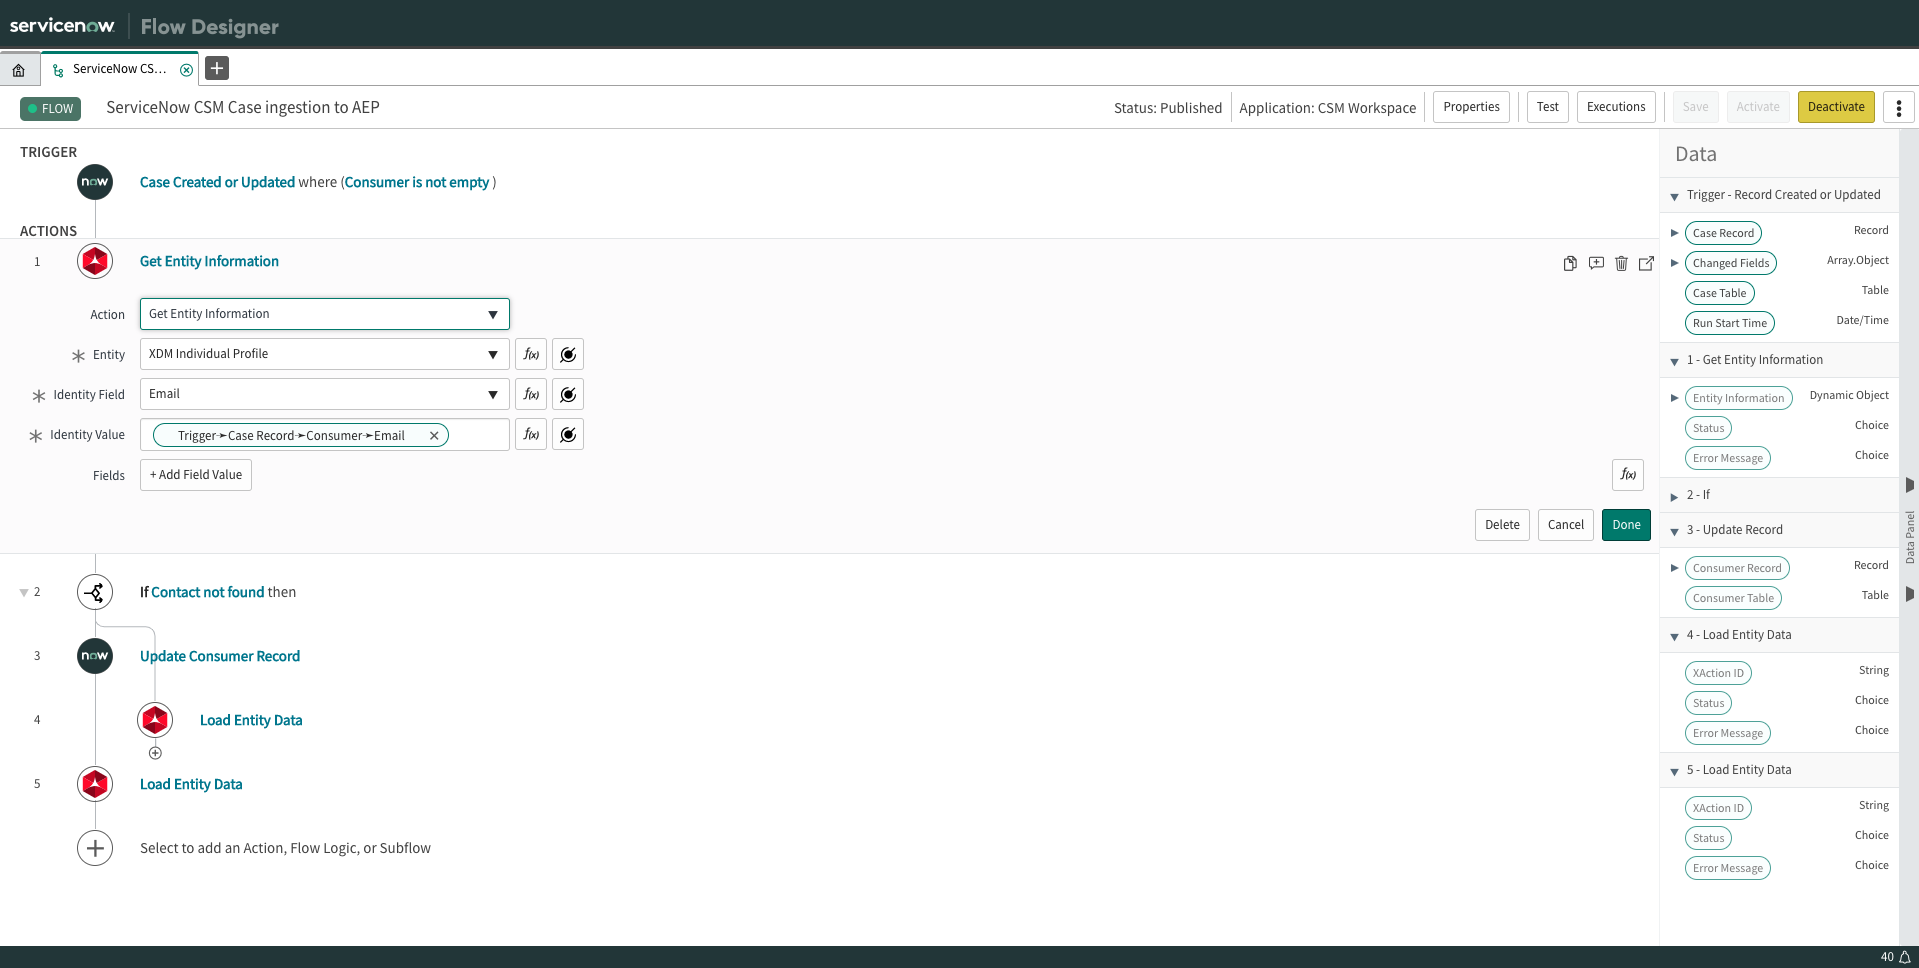 servicenow Flow Designer
ServiceNow CS...
FLOW ServiceNow CSM Case ingestion to AEP Status: Published Application: CSM Workspace Properties Test Executions Save Activate Deactivate
TRIGGER
now Case Created or Updated where (Consumer is not empty )
ACTIONS
1 Get Entity Information
Action Get Entity Information
Entity XDM Individual Profile f(x)
Identity Field Email f(x)
Identity Value Trigger➛Case Record➛Consumer➛Email f(x)
Fields + Add Field Value f(x)
Delete Cancel Done
2 If Contact not found then
3 now Update Consumer Record
4 Load Entity Data
5 Load Entity Data
Select to add an Action, Flow Logic, or Subflow
Data
Trigger - Record Created or Updated
Case Record Record
Changed Fields Array.Object
Case Table Table
Run Start Time Date/Time
1 - Get Entity Information
Entity Information Dynamic Object
Status Choice
Error Message Choice
2 - If
3 - Update Record
Consumer Record Record
Consumer Table Table
4 - Load Entity Data
XAction ID String
Status Choice
Error Message Choice
5 - Load Entity Data
XAction ID String
Status Choice
Error Message Choice
Data Panel
40